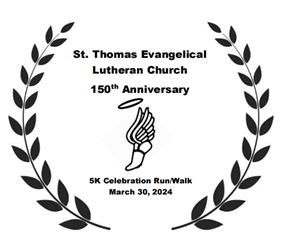 St. Thomas Evangelical
Lutheran Church
150th Anniversary
5K Celebration Run/Walk
March 30, 2024